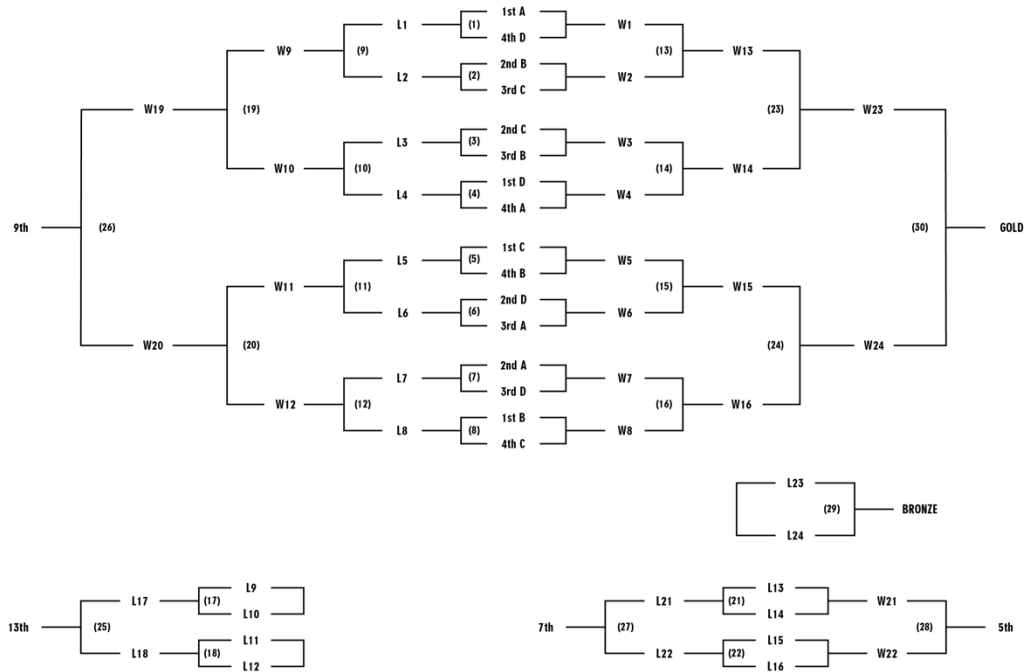 1st A
L1 (1) W1
4th D
W9 (9) (13) W13
2nd B
L2 (2) W2
3rd C
W19 (19) (23) W23
2nd C
L3 (3) W3
3rd B
W10 (10) (14) W14
1st D
L4 (4) W4
4th A
9th (26) (30) GOLD
1st C
L5 (5) W5
4th B
W11 (11) (15) W15
2nd D
L6 (6) W6
3rd A
W20 (20) (24) W24
2nd A
L7 (7) W7
3rd D
W12 (12) (16) W16
1st B
L8 (8) W8
4th C
L23
(29) BRONZE
L24
L9 L13
L17 (17) L10 L21 (21) L14 W21
13th (25) 7th (27) (28) 5th
L11 L15
L18 (18) L12 L22 (22) L16 W22